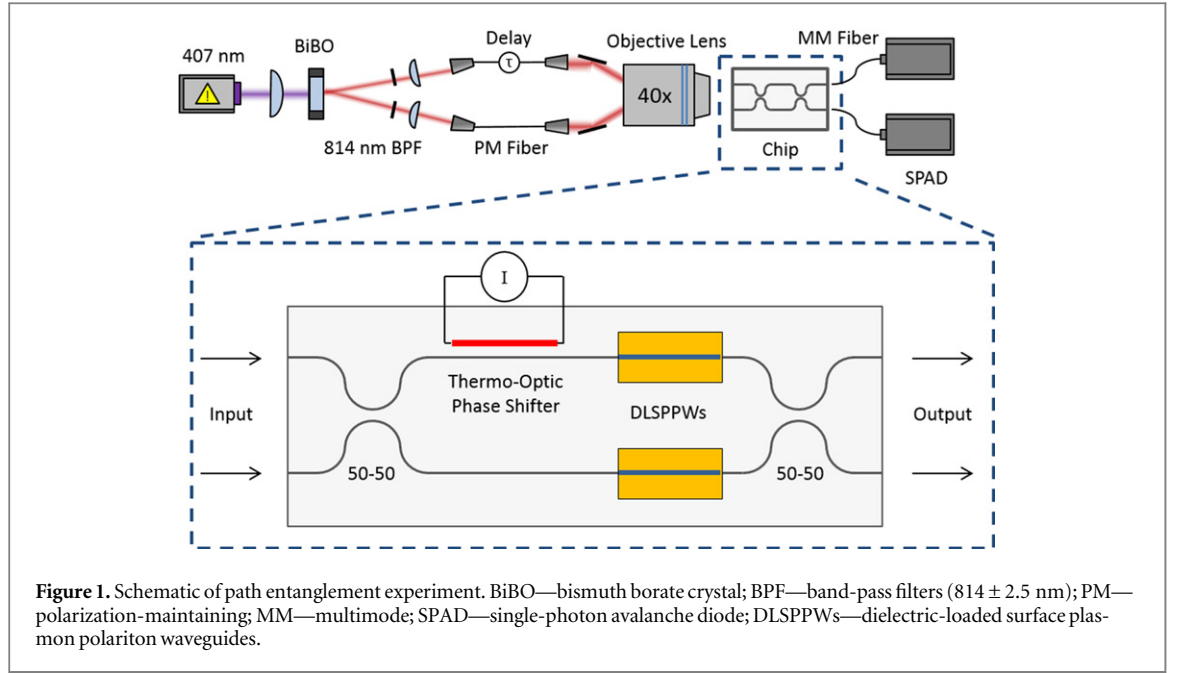 407 nm
BiBO
Delay
τ
Objective Lens
MM Fiber
40x
814 nm BPF
PM Fiber
Chip
SPAD
I
Thermo-Optic
Phase Shifter
DLSPPWs
Input
Output
50-50
50-50
Figure 1. Schematic of path entanglement experiment. BiBO—bismuth borate crystal; BPF—band-pass filters (814 ± 2.5 nm); PM—
polarization-maintaining; MM—multimode; SPAD—single-photon avalanche diode; DLSPPWs—dielectric-loaded surface plas-
mon polariton waveguides.